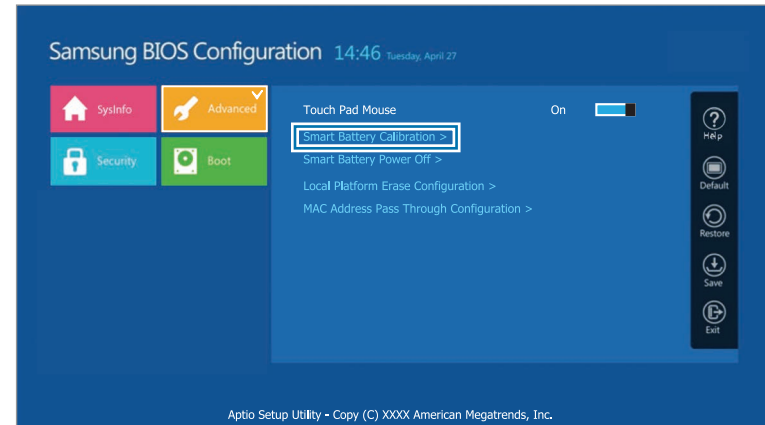 Samsung BIOS Configuration 14:46 Tuesday, April 27
SysInfo
Advanced
Security
Boot
Touch Pad Mouse On
Smart Battery Calibration >
Smart Battery Power Off >
Local Platform Erase Configuration >
MAC Address Pass Through Configuration >
Help
Default
Restore
Save
Exit
Aptio Setup Utility - Copy (C) XXXX American Megatrends, Inc.